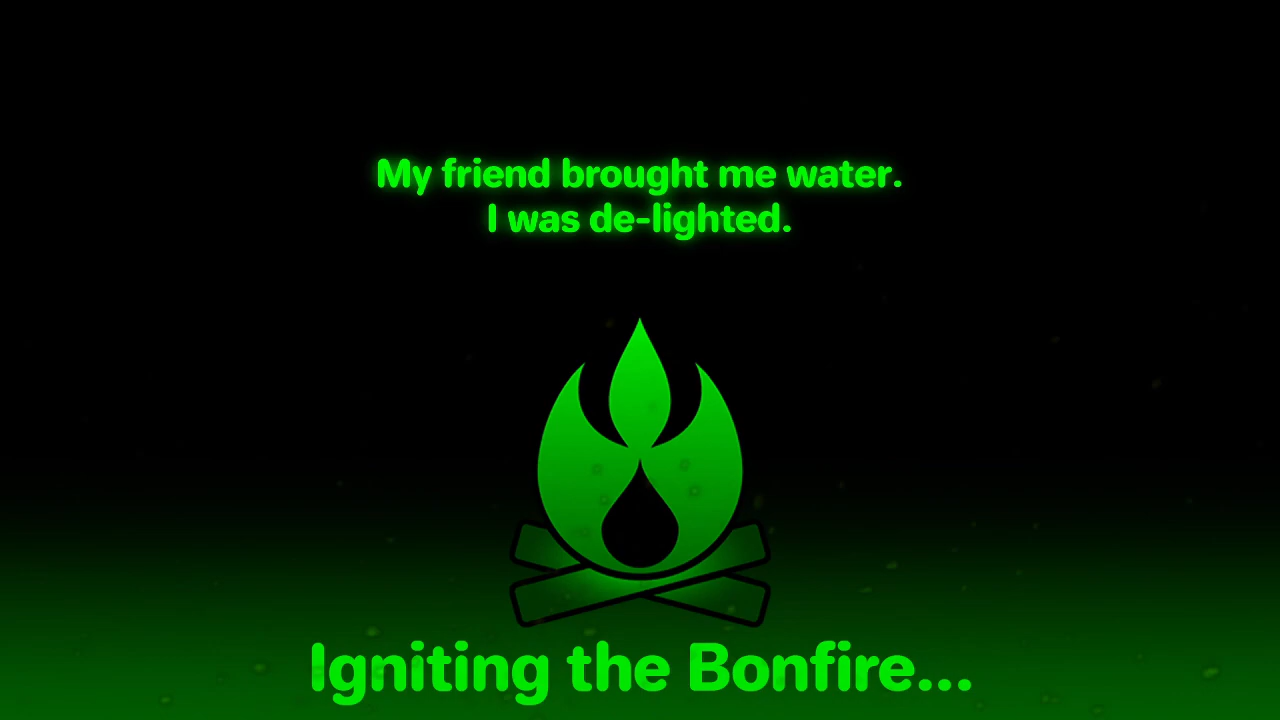 My friend brought me water.
I was de-lighted.
Igniting the Bonfire...